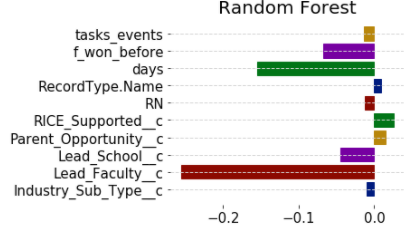 Random Forest
tasks_events
f_won_before
days
RecordType.Name
RN
RICE_Supported__c
Parent_Opportunity__c
Lead_School__c
Lead_Faculty__c
Industry_Sub_Type__c
−0.2 −0.1 0.0